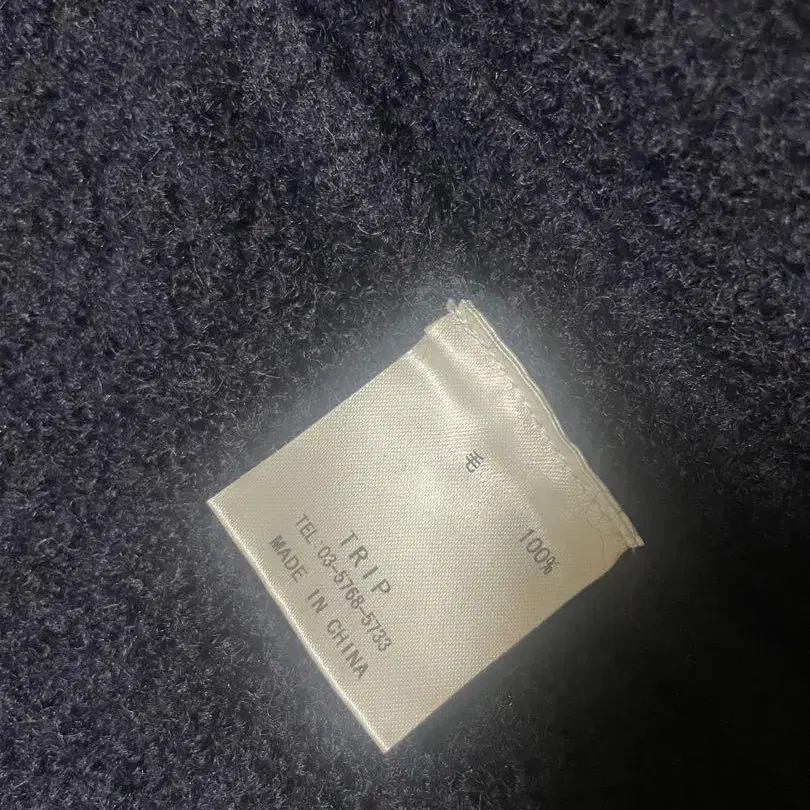 毛 100%
TRIP
TEL:03-5768-5733
MADE IN CHINA